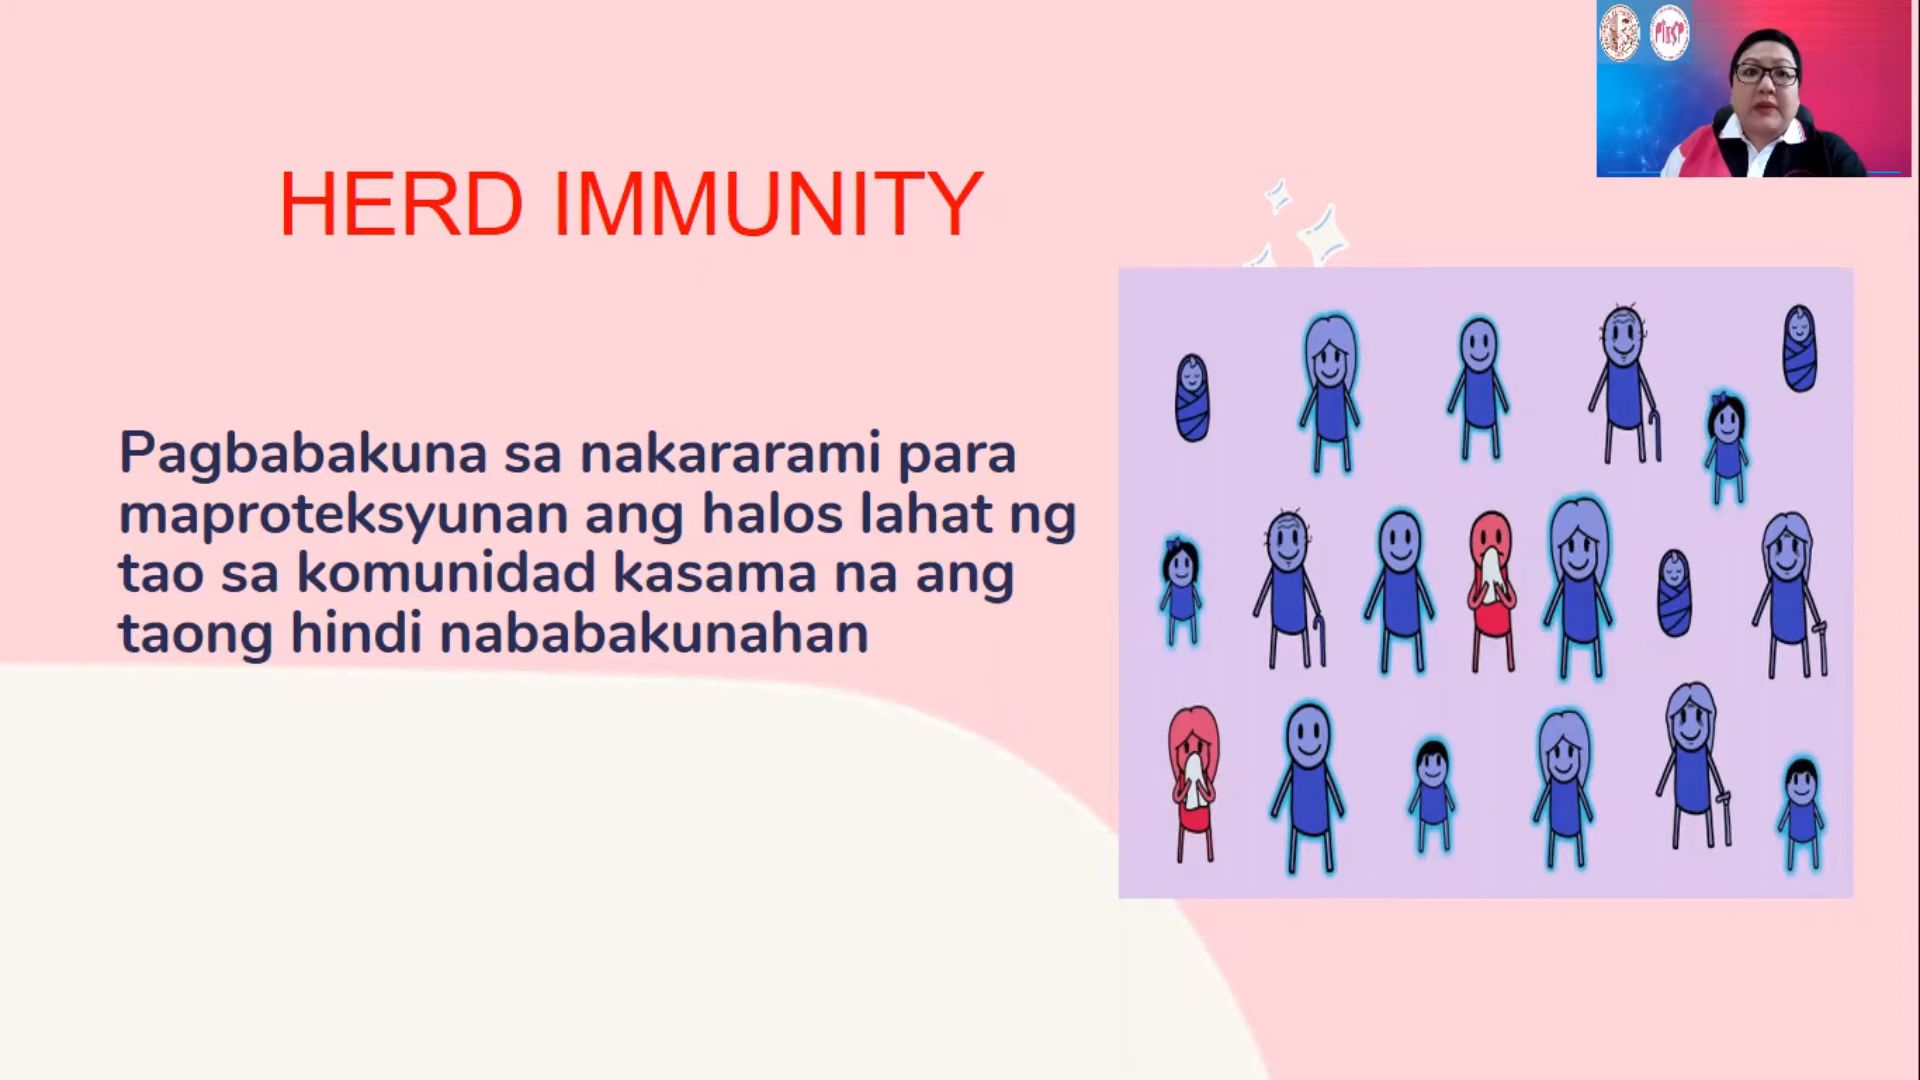 HERD IMMUNITY
Pagbabakuna sa nakararami para
maproteksyunan ang halos lahat ng
tao sa komunidad kasama na ang
taong hindi nababakunahan